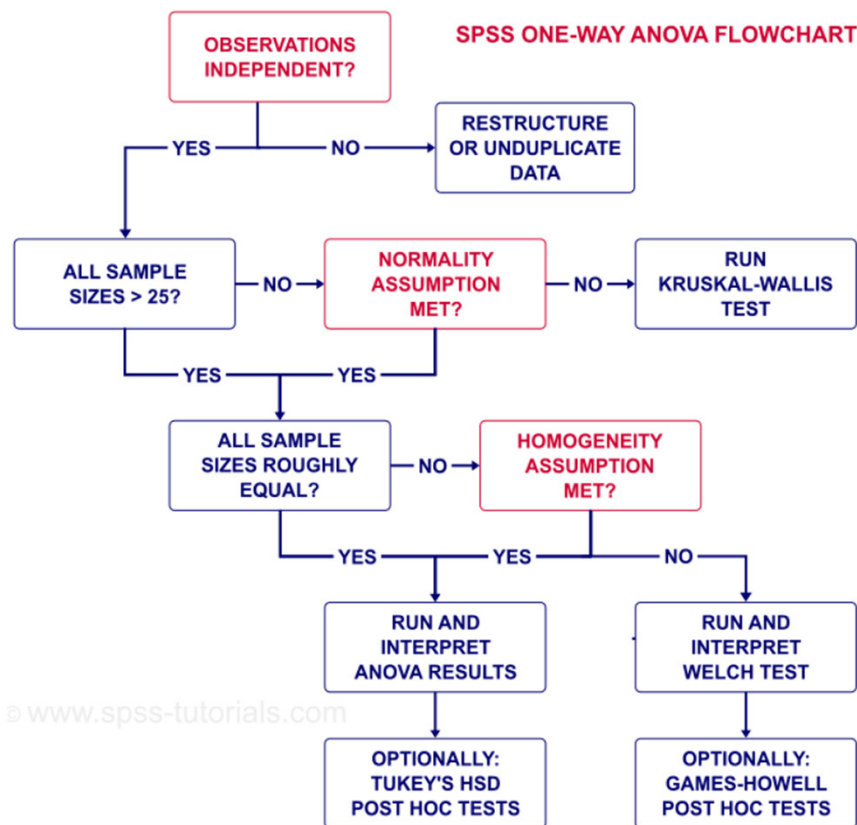 SPSS ONE-WAY ANOVA FLOWCHART
OBSERVATIONS
INDEPENDENT?
YES
NO
RESTRUCTURE
OR UNDUPLICATE
DATA
ALL SAMPLE
SIZES > 25?
NO
NORMALITY
ASSUMPTION
MET?
NO
RUN
KRUSKAL-WALLIS
TEST
YES
YES
ALL SAMPLE
SIZES ROUGHLY
EQUAL?
NO
HOMOGENEITY
ASSUMPTION
MET?
YES
YES
NO
RUN AND
INTERPRET
ANOVA RESULTS
RUN AND
INTERPRET
WELCH TEST
© www.spss-tutorials.com
OPTIONALLY:
TUKEY'S HSD
POST HOC TESTS
OPTIONALLY:
GAMES-HOWELL
POST HOC TESTS